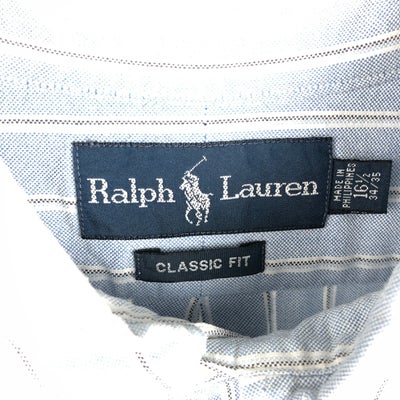 Ralph Lauren
MADE IN
PHILIPPINES
16½
34/35
CLASSIC FIT